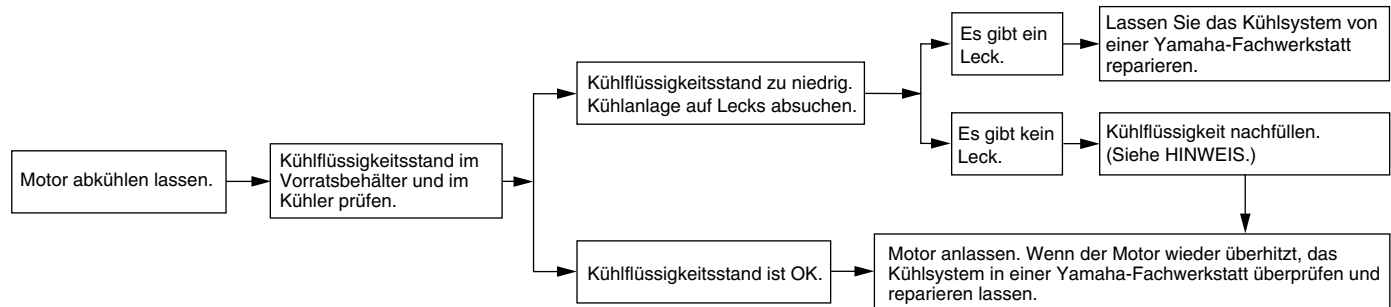 Motor abkühlen lassen.
Kühlflüssigkeitsstand im
Vorratsbehälter und im
Kühler prüfen.
Kühlflüssigkeitsstand zu niedrig.
Kühlanlage auf Lecks absuchen.
Es gibt ein
Leck.
Lassen Sie das Kühlsystem von
einer Yamaha-Fachwerkstatt
reparieren.
Es gibt kein
Leck.
Kühlflüssigkeit nachfüllen.
(Siehe HINWEIS.)
Kühlflüssigkeitsstand ist OK.
Motor anlassen. Wenn der Motor wieder überhitzt, das
Kühlsystem in einer Yamaha-Fachwerkstatt überprüfen und
reparieren lassen.